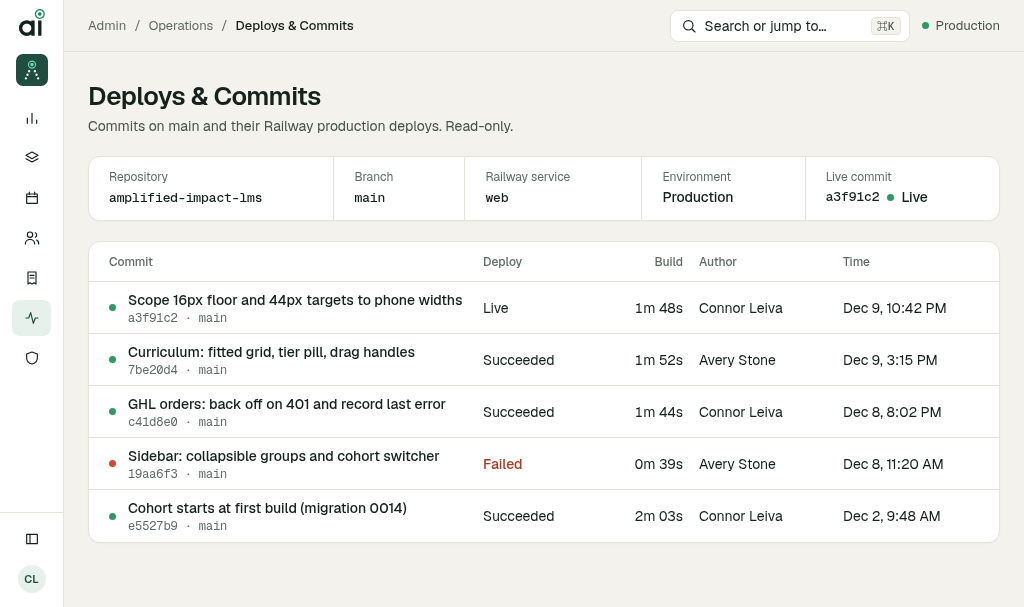 ai
Admin / Operations / Deploys & Commits
Search or jump to… ⌘K
Production
Deploys & Commits
Commits on main and their Railway production deploys. Read-only.
Repository
amplified-impact-lms
Branch
main
Railway service
web
Environment
Production
Live commit
a3f91c2 Live
Commit Deploy Build Author Time
Scope 16px floor and 44px targets to phone widths
a3f91c2 · main
Live 1m 48s Connor Leiva Dec 9, 10:42 PM
Curriculum: fitted grid, tier pill, drag handles
7be20d4 · main
Succeeded 1m 52s Avery Stone Dec 9, 3:15 PM
GHL orders: back off on 401 and record last error
c41d8e0 · main
Succeeded 1m 44s Connor Leiva Dec 8, 8:02 PM
Sidebar: collapsible groups and cohort switcher
19aa6f3 · main
Failed 0m 39s Avery Stone Dec 8, 11:20 AM
Cohort starts at first build (migration 0014)
e5527b9 · main
Succeeded 2m 03s Connor Leiva Dec 2, 9:48 AM
CL